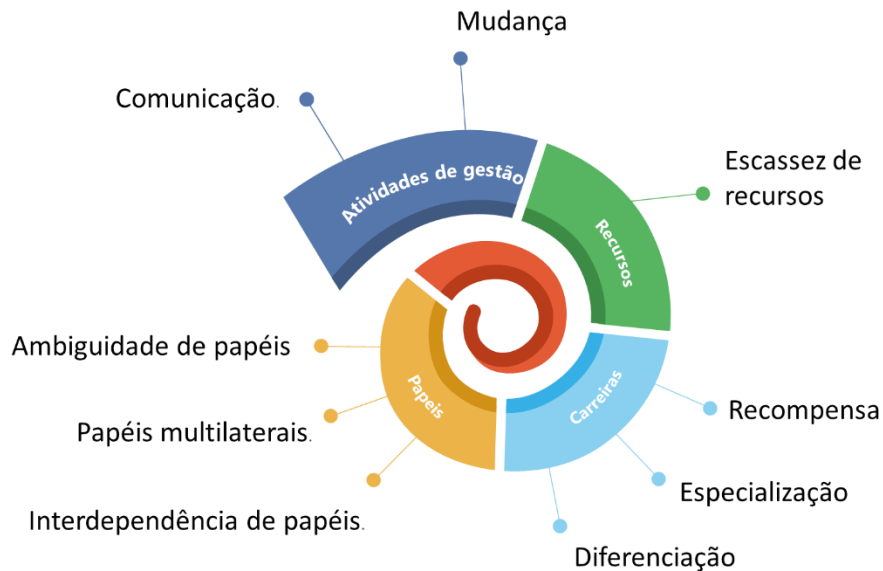 Mudança
Comunicação.
Atividades de gestão
Escassez de
recursos
Recursos
Ambiguidade de papéis
Papeis
Carreiras
Recompensa
Papéis multilaterais.
Especialização
Interdependência de papéis.
Diferenciação